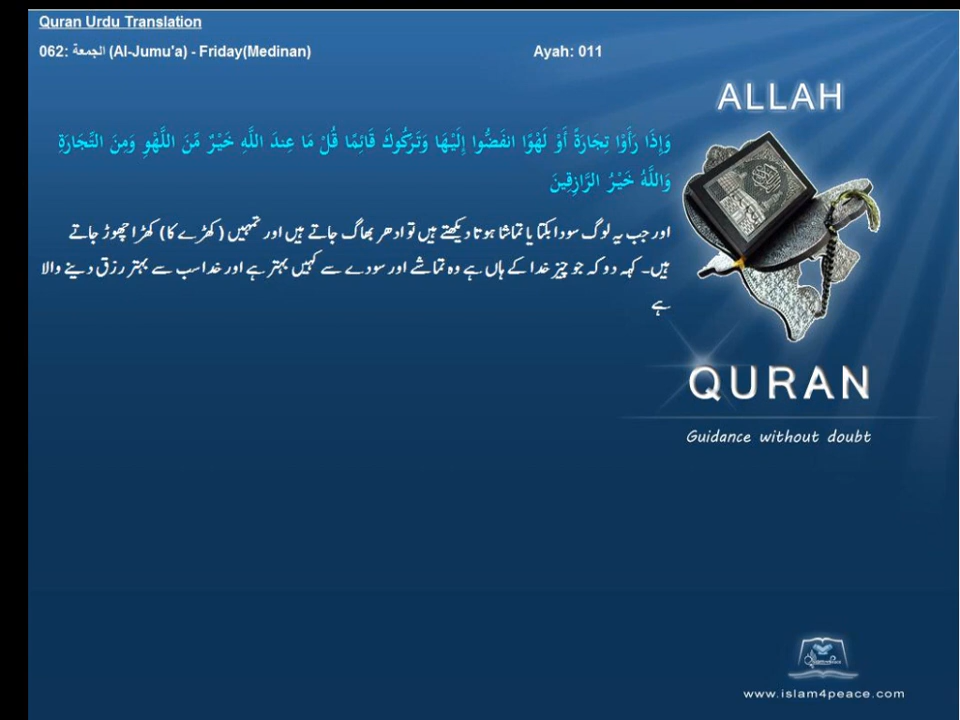 Quran Urdu Translation
062: الجمعة (Al-Jumu'a) - Friday(Medinan)
Ayah: 011
ALLAH
وَإِذَا رَأَوْا تِجَارَةً أَوْ لَهْوًا انفَضُّوا إِلَيْهَا وَتَرَكُوكَ قَائِمًا قُلْ مَا عِندَ اللَّهِ خَيْرٌ مِّنَ اللَّهْوِ وَمِنَ التِّجَارَةِ
وَاللَّهُ خَيْرُ الرَّازِقِينَ
اور جب یہ لوگ سودا بکتا یا تماشا ہوتا دیکھتے ہیں تو ادھر بھاگ جاتے ہیں اور تمہیں (کھڑے کا) کھڑا چھوڑ جاتے
ہیں۔ کہہ دو کہ جو چیز خدا کے ہاں ہے وہ تماشے اور سودے سے کہیں بہتر ہے اور خدا سب سے بہتر رزق دینے والا
ہے
QURAN
Guidance without doubt
www.islam4peace.com